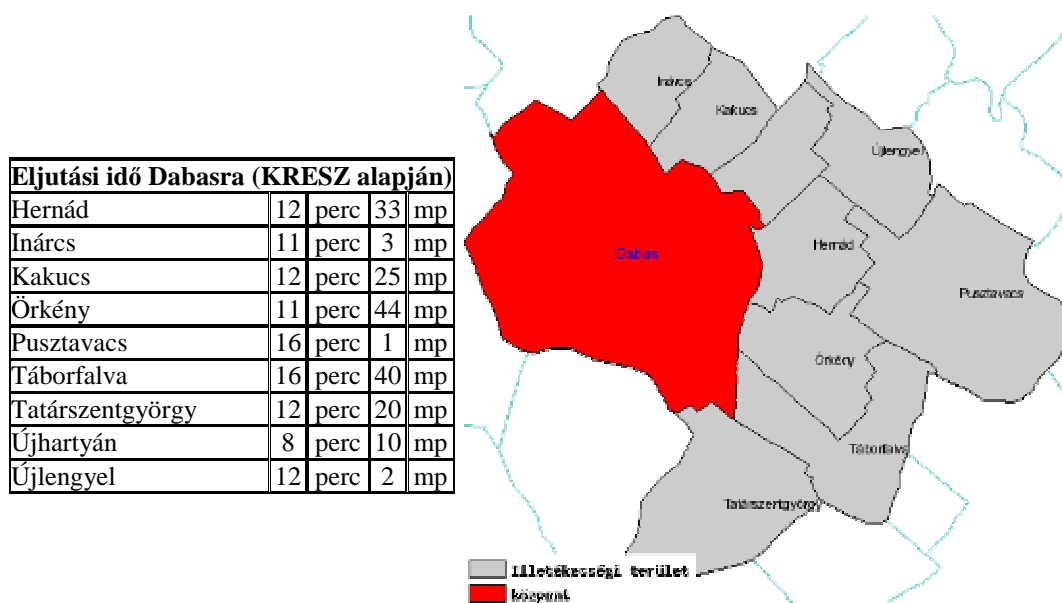 Eljutási idő Dabasra (KRESZ alapján)
Hernád 12 perc 33 mp
Inárcs 11 perc 3 mp
Kakucs 12 perc 25 mp
Örkény 11 perc 44 mp
Pusztavacs 16 perc 1 mp
Táborfalva 16 perc 40 mp
Tatárszentgyörgy 12 perc 20 mp
Újhartyán 8 perc 10 mp
Újlengyel 12 perc 2 mp
Inárcs
Kakucs
Újlengyel
Hernád
Dabas
Pusztavacs
Örkény
Táborfalva
Tatárszentgyörgy
Illetékességi terület
központ